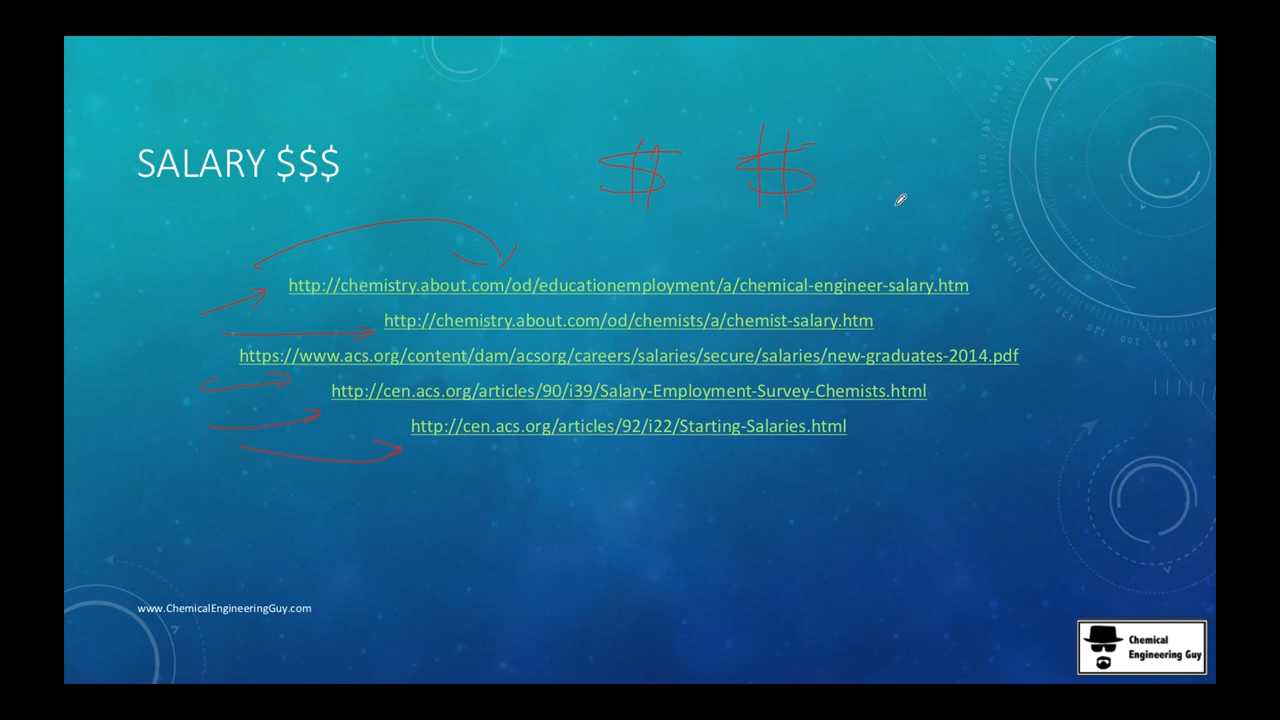 SALARY $$$
$ $
http://chemistry.about.com/od/educationemployment/a/chemical-engineer-salary.htm
http://chemistry.about.com/od/chemists/a/chemist-salary.htm
https://www.acs.org/content/dam/acsorg/careers/salaries/secure/salaries/new-graduates-2014.pdf
http://cen.acs.org/articles/90/i39/Salary-Employment-Survey-Chemists.html
http://cen.acs.org/articles/92/i22/Starting-Salaries.html
www.ChemicalEngineeringGuy.com
Chemical
Engineering Guy